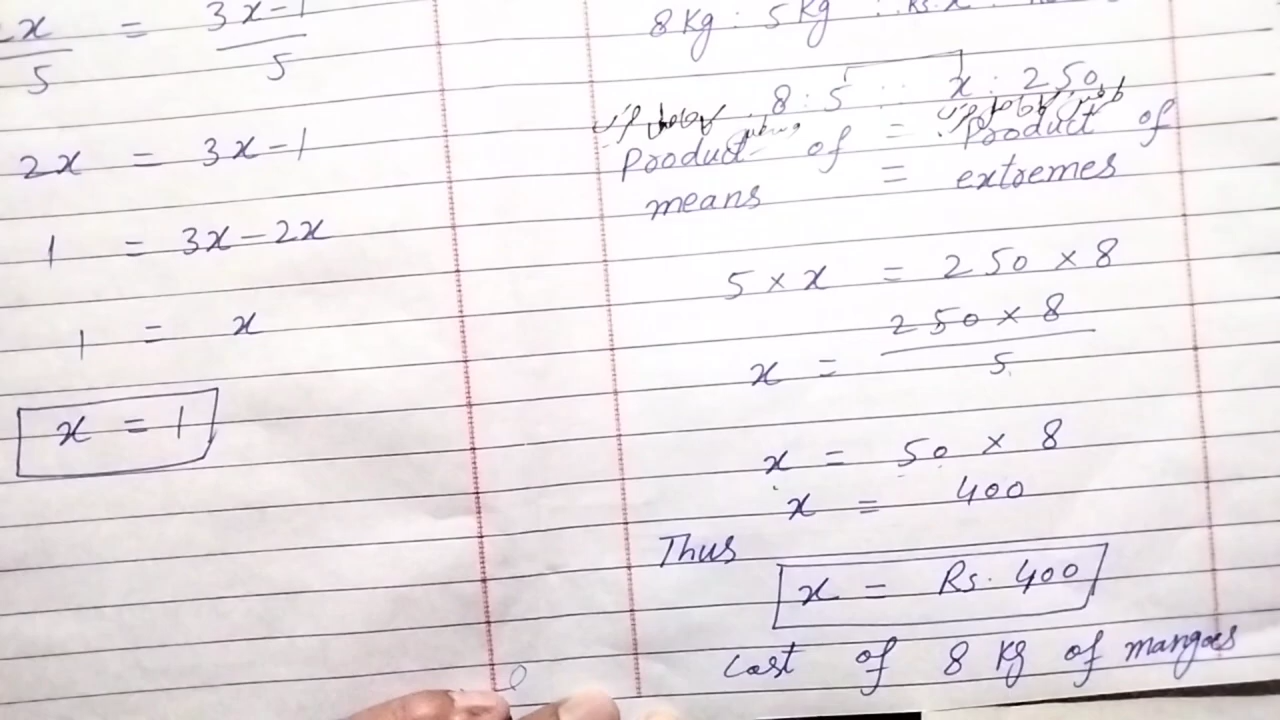 2x/5 = 3x-1/5
2x = 3x-1
1 = 3x-2x
1 = x
x = 1
8 Kg : 5 Kg : Rs. x :
8 : 5 :: x : 250
Product of = Product of
means = extremes
5 × x = 250 × 8
x = 250 × 8/5
x = 50 × 8
x = 400
Thus
x = Rs. 400
Cost of 8 Kg of mangoes